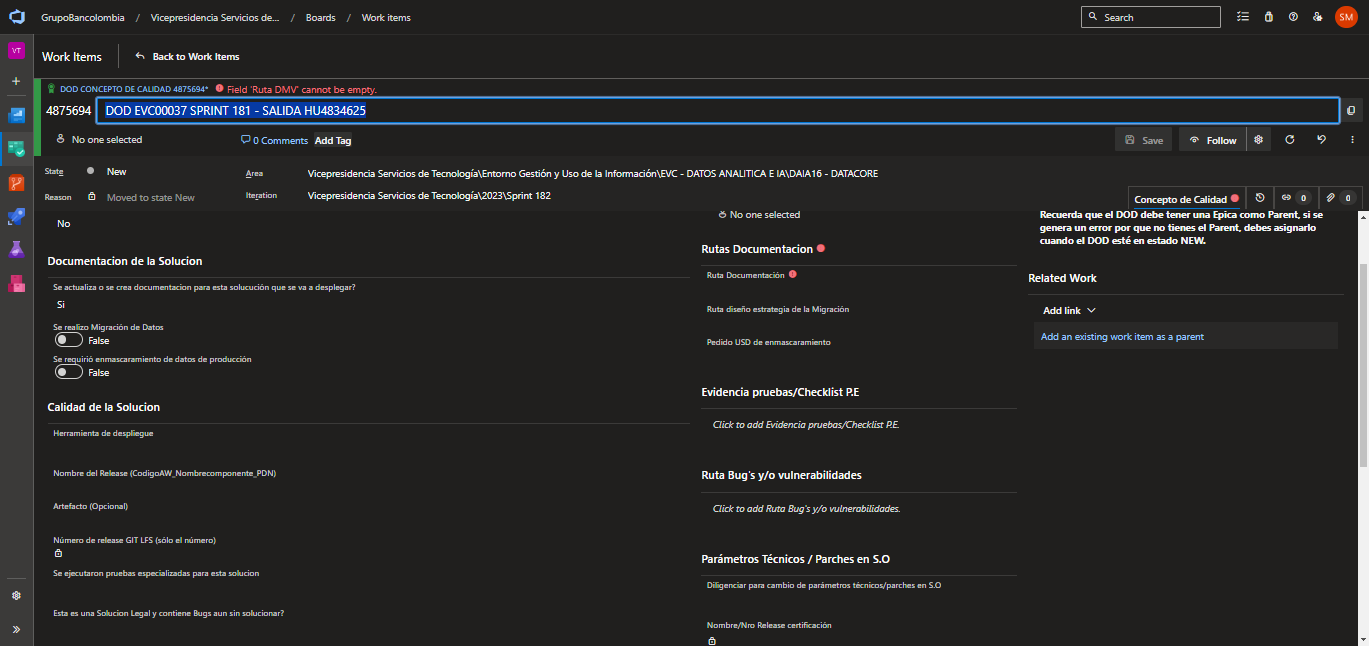 GrupoBancolombia / Vicepresidencia Servicios de... / Boards / Work items
Search
SM
VT
Work Items
Back to Work Items
DOD CONCEPTO DE CALIDAD 4875694*
Field 'Ruta DMV' cannot be empty.
4875694
DOD EVC00037 SPRINT 181 - SALIDA HU4834625
No one selected
0 Comments
Add Tag
Save
Follow
State
New
Area
Vicepresidencia Servicios de Tecnología\Entorno Gestión y Uso de la Información\EVC - DATOS ANALITICA E IA\DAIA16 - DATACORE
Reason
Moved to state New
Iteration
Vicepresidencia Servicios de Tecnología\2023\Sprint 182
Concepto de Calidad
0
0
No
Documentacion de la Solucion
Se actualiza o se crea documentacion para esta solucución que se va a desplegar?
Si
Se realizo Migración de Datos
False
Se requirió enmascaramiento de datos de producción
False
Calidad de la Solucion
Herramienta de despliegue
Nombre del Release (CodigoAW_Nombrecomponente_PDN)
Artefacto (Opcional)
Número de release GIT LFS (sólo el número)
Se ejecutaron pruebas especializadas para esta solucion
Esta es una Solucion Legal y contiene Bugs aun sin solucionar?
No one selected
Rutas Documentacion
Ruta Documentación
Ruta diseño estrategia de la Migración
Pedido USD de enmascaramiento
Evidencia pruebas/Checklist P.E
Click to add Evidencia pruebas/Checklist P.E.
Ruta Bug's y/o vulnerabilidades
Click to add Ruta Bug's y/o vulnerabilidades.
Parámetros Técnicos / Parches en S.O
Diligenciar para cambio de parámetros técnicos/parches en S.O
Nombre/Nro Release certificación
Recuerda que el DOD debe tener una Epica como Parent, si se
genera un error por que no tienes el Parent, debes asignarlo
cuando el DOD esté en estado NEW.
Related Work
Add link
Add an existing work item as a parent